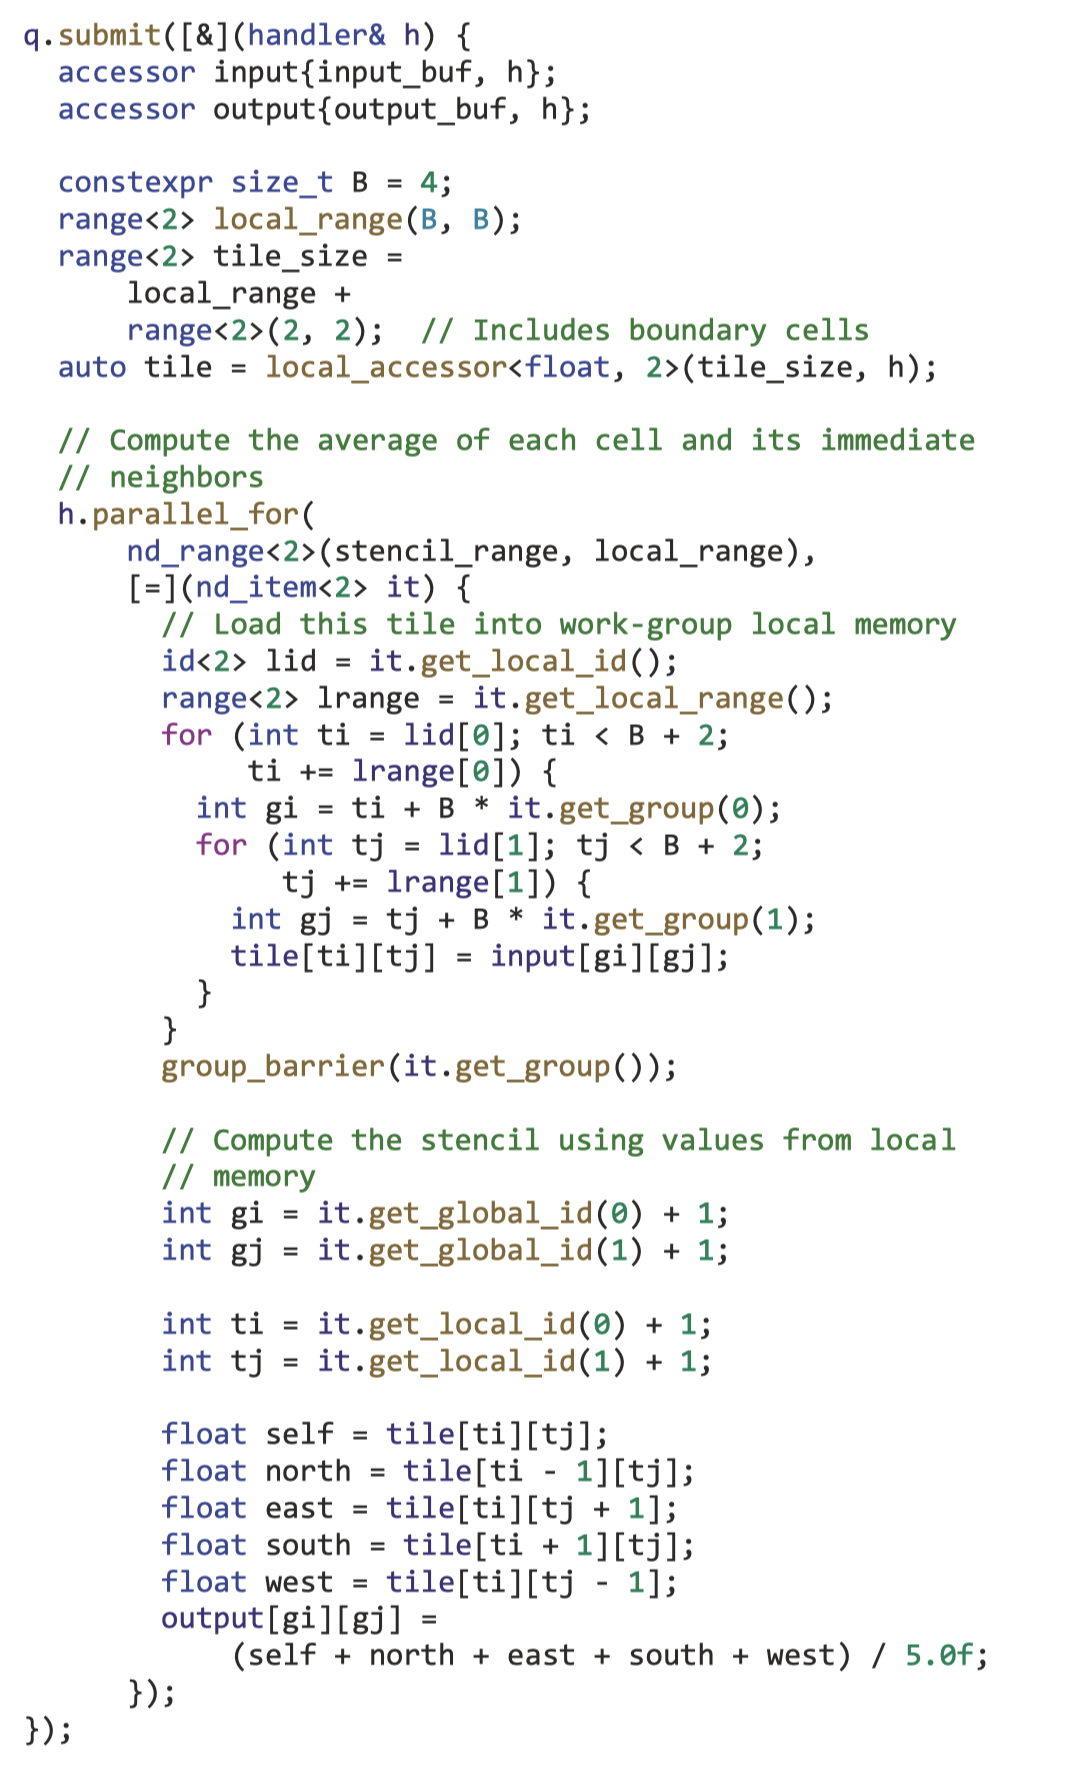 q.submit([&](handler& h) {
  accessor input{input_buf, h};
  accessor output{output_buf, h};

  constexpr size_t B = 4;
  range<2> local_range(B, B);
  range<2> tile_size =
      local_range +
      range<2>(2, 2);  // Includes boundary cells
  auto tile = local_accessor<float, 2>(tile_size, h);

  // Compute the average of each cell and its immediate
  // neighbors
  h.parallel_for(
      nd_range<2>(stencil_range, local_range),
      [=](nd_item<2> it) {
        // Load this tile into work-group local memory
        id<2> lid = it.get_local_id();
        range<2> lrange = it.get_local_range();
        for (int ti = lid[0]; ti < B + 2;
             ti += lrange[0]) {
          int gi = ti + B * it.get_group(0);
          for (int tj = lid[1]; tj < B + 2;
               tj += lrange[1]) {
            int gj = tj + B * it.get_group(1);
            tile[ti][tj] = input[gi][gj];
          }
        }
        group_barrier(it.get_group());

        // Compute the stencil using values from local
        // memory
        int gi = it.get_global_id(0) + 1;
        int gj = it.get_global_id(1) + 1;

        int ti = it.get_local_id(0) + 1;
        int tj = it.get_local_id(1) + 1;

        float self = tile[ti][tj];
        float north = tile[ti - 1][tj];
        float east = tile[ti][tj + 1];
        float south = tile[ti + 1][tj];
        float west = tile[ti][tj - 1];
        output[gi][gj] =
            (self + north + east + south + west) / 5.0f;
      });
});